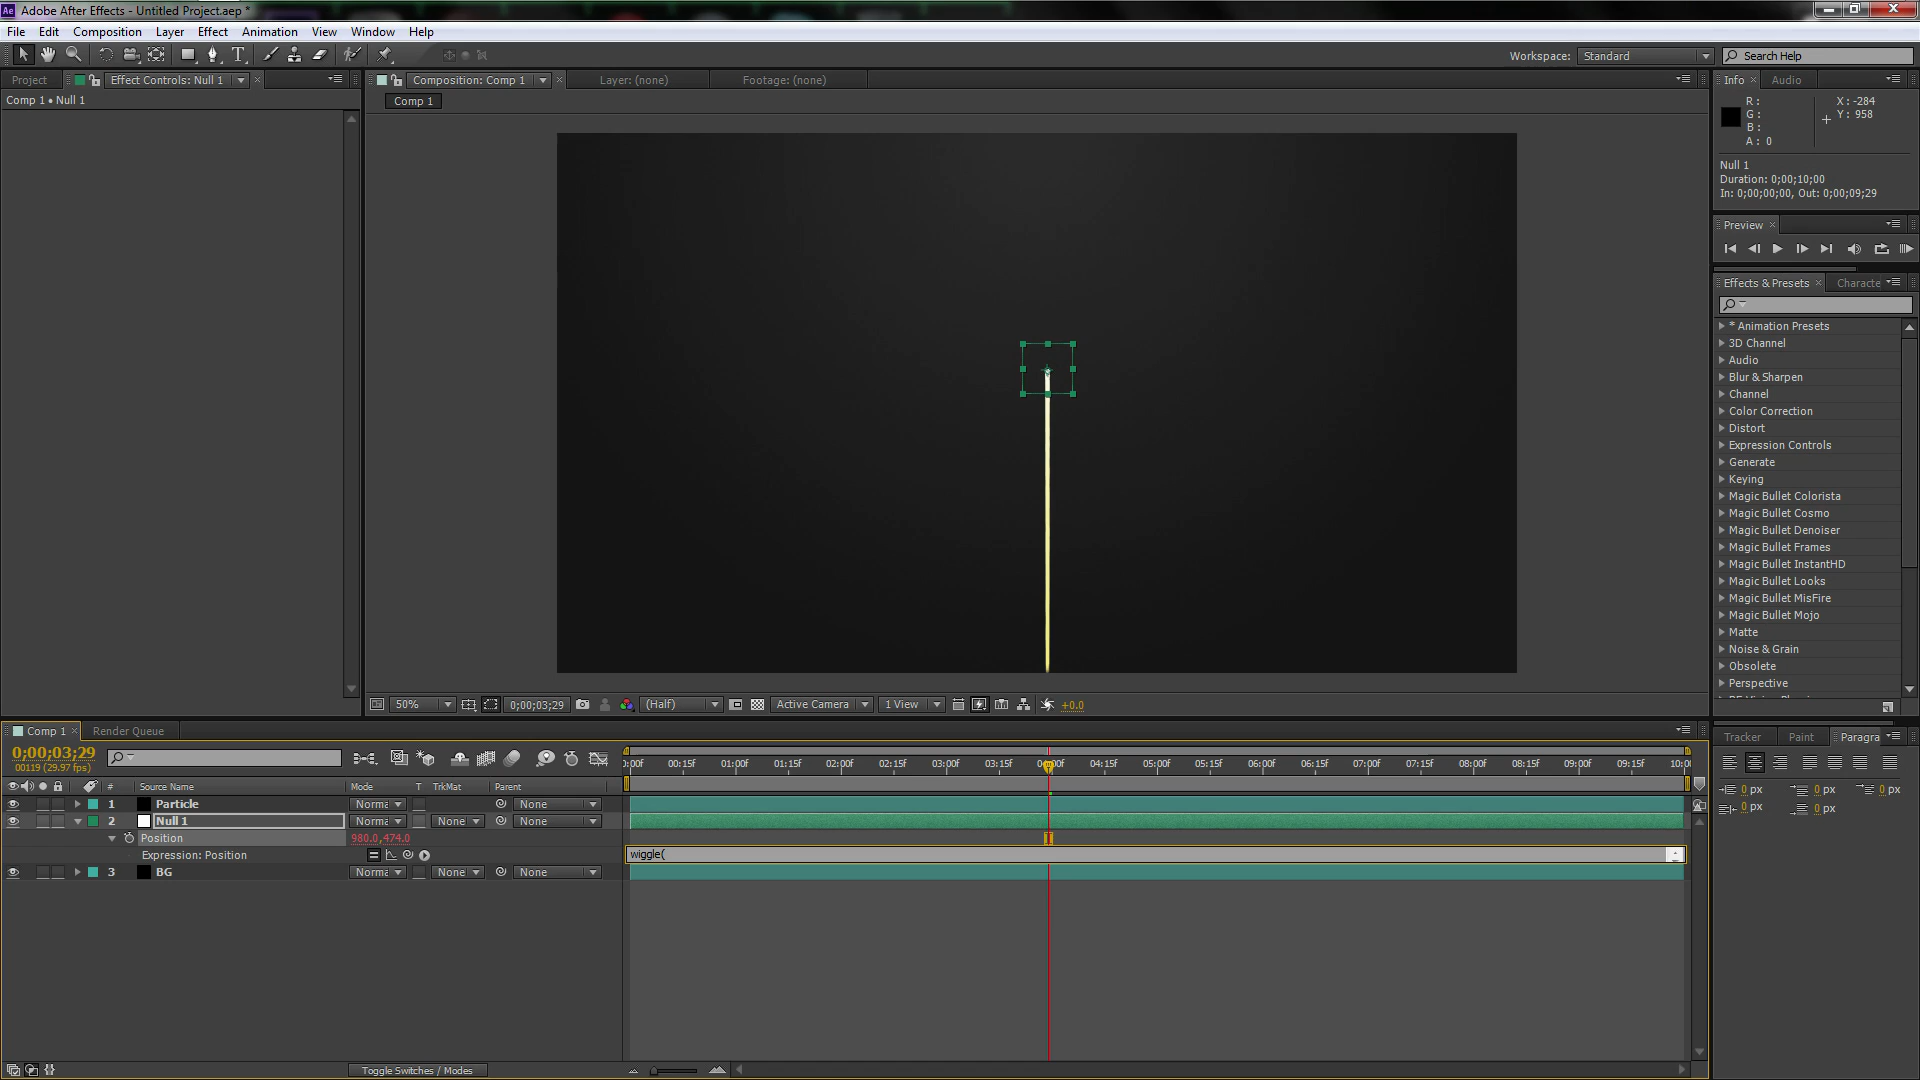 Ae Adobe After Effects - Untitled Project.aep *
File Edit Composition Layer Effect Animation View Window Help
Workspace: Standard Search Help
Project Effect Controls: Null 1
Comp 1 • Null 1
Composition: Comp 1 Layer: (none) Footage: (none)
Comp 1
Info Audio
R :
G :
B :
A : 0
X : -284
Y : 958
Null 1
Duration: 0;00;10;00
In: 0;00;00;00, Out: 0;00;09;29
Preview
Effects & Presets Characte
* Animation Presets
3D Channel
Audio
Blur & Sharpen
Channel
Color Correction
Distort
Expression Controls
Generate
Keying
Magic Bullet Colorista
Magic Bullet Cosmo
Magic Bullet Denoiser
Magic Bullet Frames
Magic Bullet InstantHD
Magic Bullet Looks
Magic Bullet MisFire
Magic Bullet Mojo
Matte
Noise & Grain
Obsolete
Perspective
50% 0;00;03;29 (Half) Active Camera 1 View +0.0
Comp 1 Render Queue
0;00;03;29
00119 (29.97 fps)
0:00f 00:15f 01:00f 01:15f 02:00f 02:15f 03:00f 03:15f 04:00f 04:15f 05:00f 05:15f 06:00f 06:15f 07:00f 07:15f 08:00f 08:15f 09:00f 09:15f 10:00
# Source Name Mode T TrkMat Parent
1 Particle Norma None
2 Null 1 Norma None None
Position 980.0,474.0
Expression: Position wiggle(
3 BG Norma None None
Toggle Switches / Modes
Tracker Paint Paragra
0 px 0 px 0 px
0 px 0 px